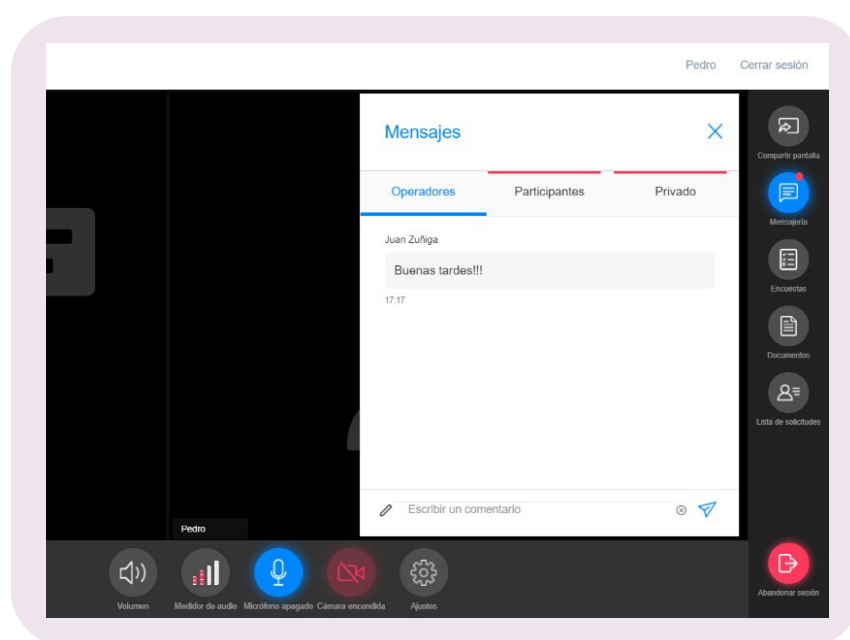 Pedro Cerrar sesión
Mensajes
Compartir pantalla
Operadores Participantes Privado
Mensajería
Juan Zuñiga
Buenas tardes!!!
17:17
Encuestas
Documentos
Lista de solicitudes
Escribir un comentario
Pedro
Volumen Medidor de audio Micrófono apagado Cámara encendida Ajustes
Abandonar sesión